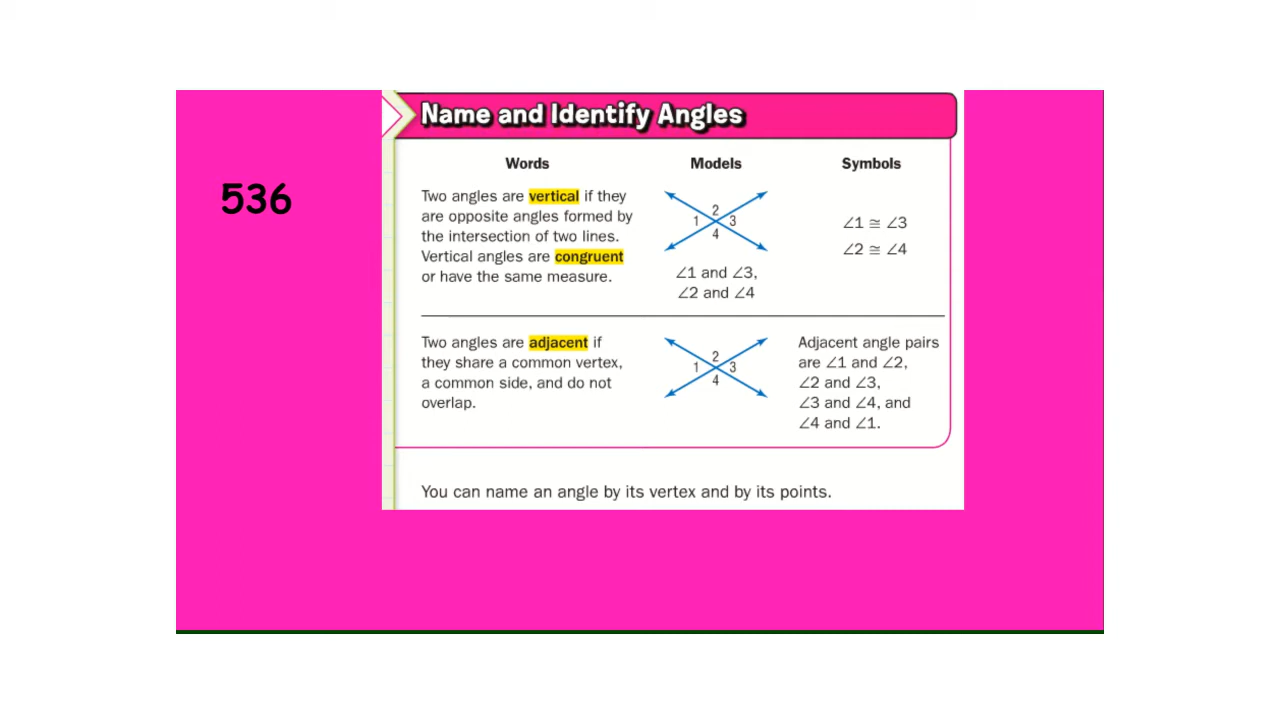 Name and Identify Angles
536
Words
Models
Symbols
Two angles are vertical if they
are opposite angles formed by
the intersection of two lines.
Vertical angles are congruent
or have the same measure.
2
1 3
4
∠1 and ∠3,
∠2 and ∠4
∠1 ≅ ∠3
∠2 ≅ ∠4
Two angles are adjacent if
they share a common vertex,
a common side, and do not
overlap.
2
1 3
4
Adjacent angle pairs
are ∠1 and ∠2,
∠2 and ∠3,
∠3 and ∠4, and
∠4 and ∠1.
You can name an angle by its vertex and by its points.